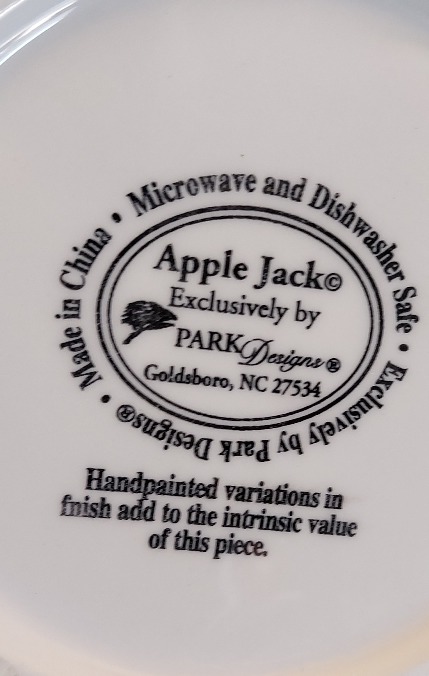 Microwave and Dishwasher Safe • Exclusively by Park Designs® • Made in China •
Apple Jack©
Exclusively by
PARK Designs®
Goldsboro, NC 27534
Handpainted variations in
fnish add to the intrinsic value
of this piece.